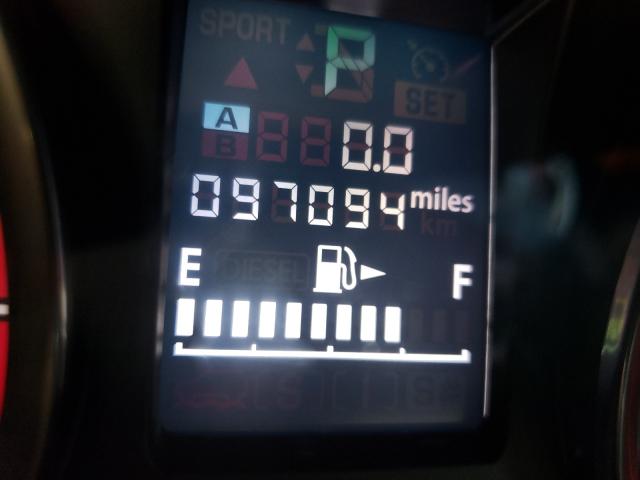 SPORT P
SET
A 0.0
B
097094 miles
km
E DIESEL F